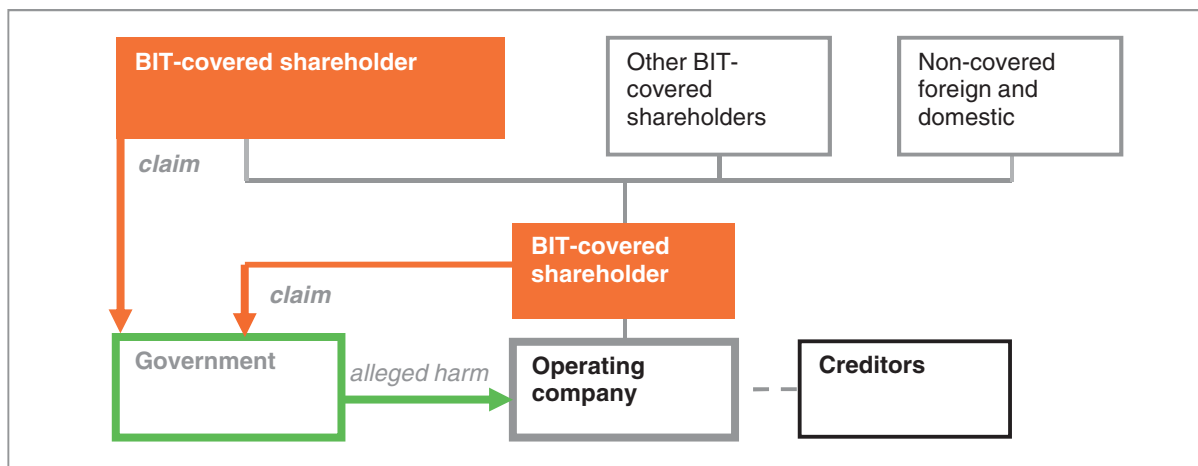 BIT-covered shareholder
Other BIT-
covered
shareholders
Non-covered
foreign and
domestic
claim
BIT-covered
shareholder
claim
Government
alleged harm
Operating
company
Creditors